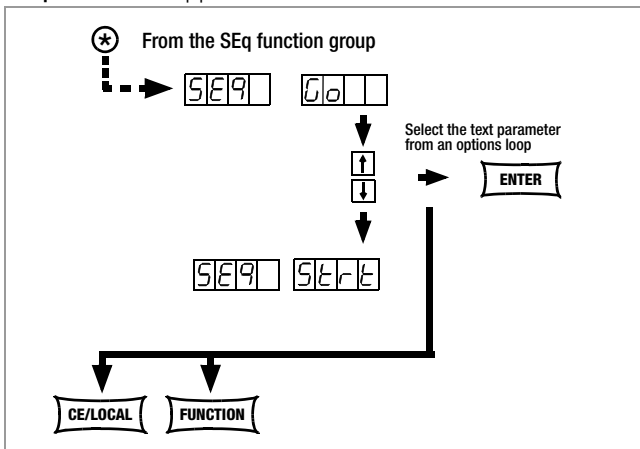 From the SEq function group
SEq Go
Select the text parameter
from an options loop
ENTER
SEq Strt
CE/LOCAL FUNCTION